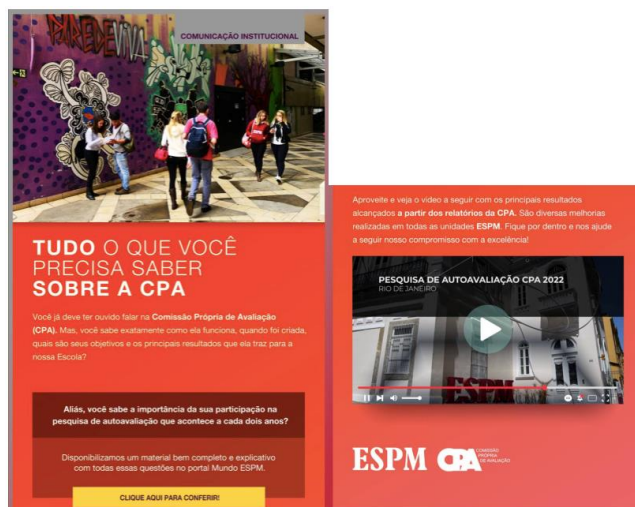 PAREDEVIVA
COMUNICAÇÃO INSTITUCIONAL
TUDO O QUE VOCÊ
PRECISA SABER
SOBRE A CPA
Você já deve ter ouvido falar na Comissão Própria de Avaliação
(CPA). Mas, você sabe exatamente como ela funciona, quando foi criada,
quais são seus objetivos e os principais resultados que ela traz para a
nossa Escola?
Aliás, você sabe a importância da sua participação na
pesquisa de autoavaliação que acontece a cada dois anos?
Disponibilizamos um material bem completo e explicativo
com todas essas questões no portal Mundo ESPM.
CLIQUE AQUI PARA CONFERIR!
Aproveite e veja o video a seguir com os principais resultados
alcançados a partir dos relatórios da CPA. São diversas melhorias
realizadas em todas as unidades ESPM. Fique por dentro e nos ajude
a seguir nosso compromisso com a excelência!
PESQUISA DE AUTOAVALIAÇÃO CPA 2022
RIO DE JANEIRO
ESPM
ESPM CPA
COMISSÃO
PRÓPRIA
DE AVALIAÇÃO